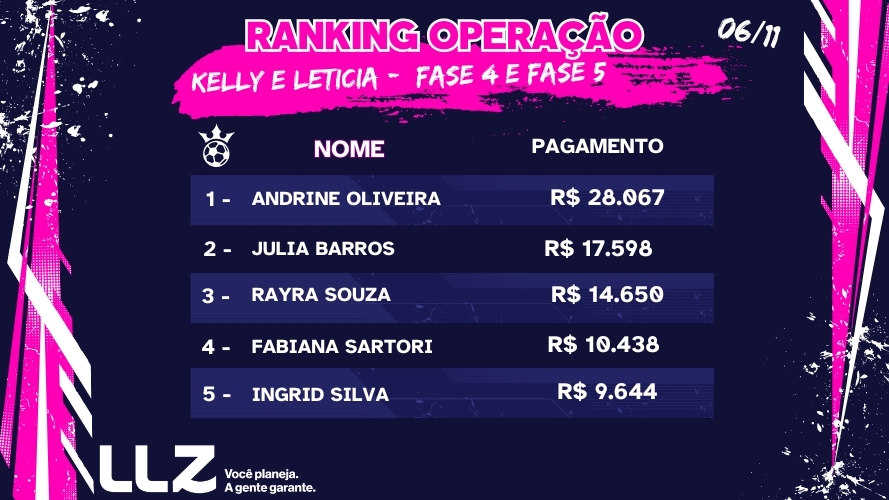 RANKING OPERAÇÃO
06/11
KELLY E LETICIA - FASE 4 E FASE 5
NOME PAGAMENTO
1 - ANDRINE OLIVEIRA R$ 28.067
2 - JULIA BARROS R$ 17.598
3 - RAYRA SOUZA R$ 14.650
4 - FABIANA SARTORI R$ 10.438
5 - INGRID SILVA R$ 9.644
LLZ
Você planeja.
A gente garante.